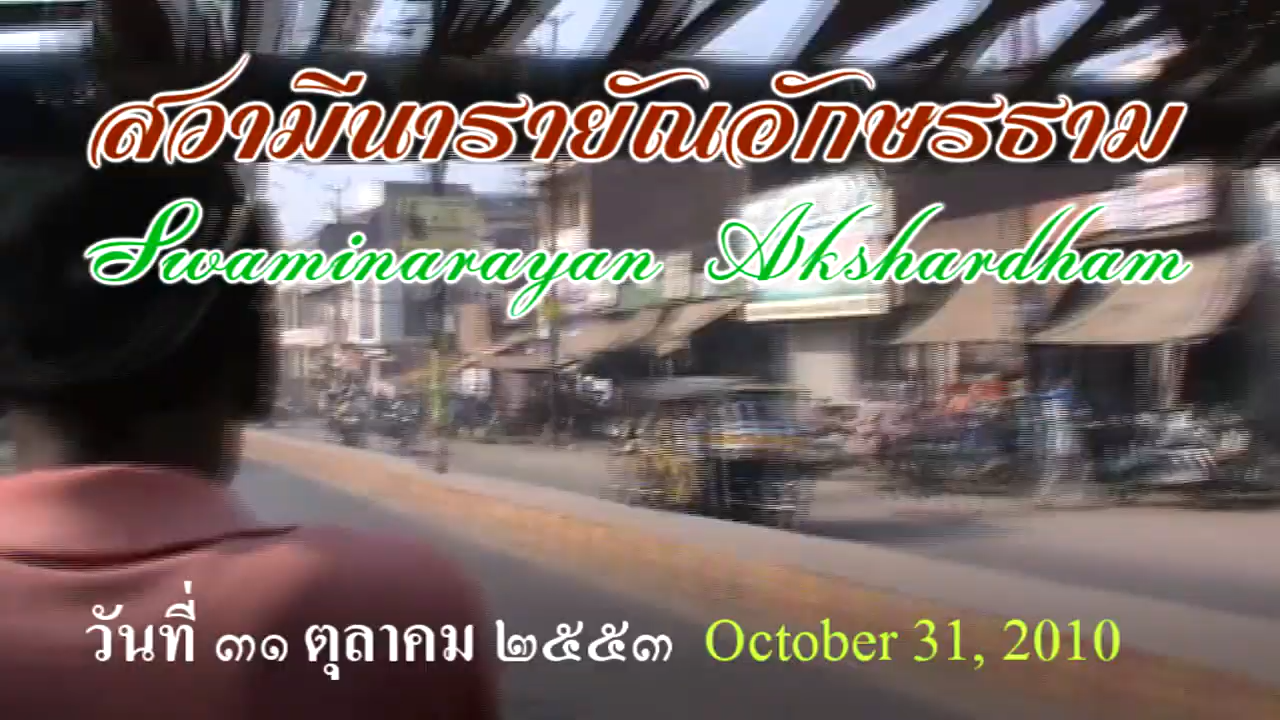 สวามีนารายัณอักษรธาม
Swaminarayan Akshardham
วันที่ ๓๑ ตุลาคม ๒๕๕๓ October 31, 2010